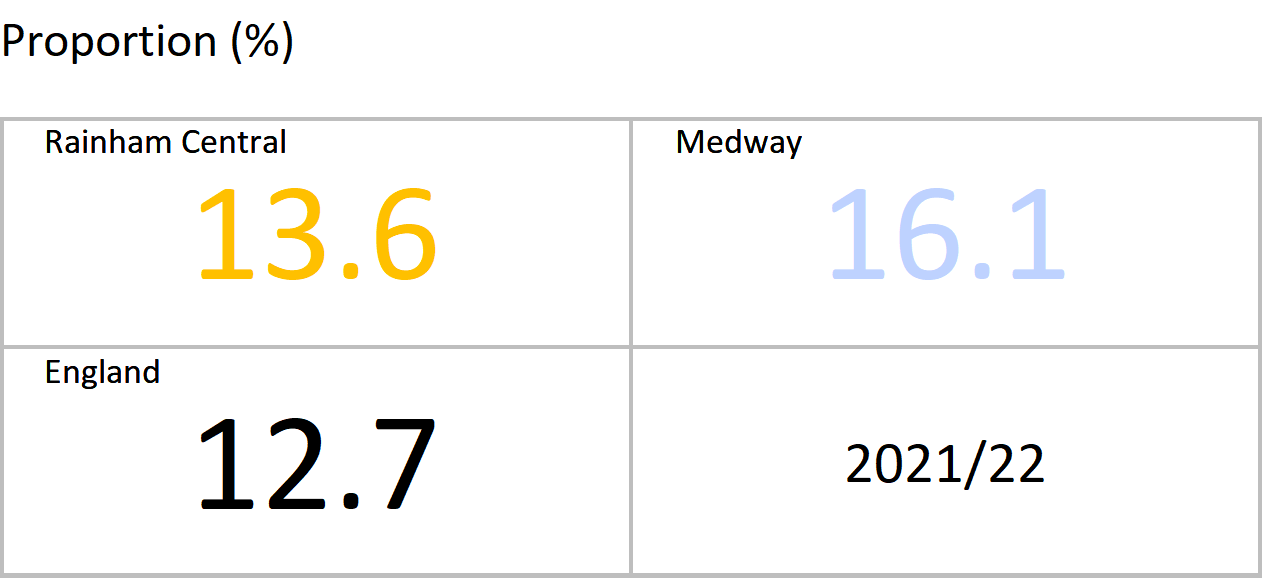 Proportion (%)
Rainham Central
13.6
Medway
16.1
England
12.7
2021/22